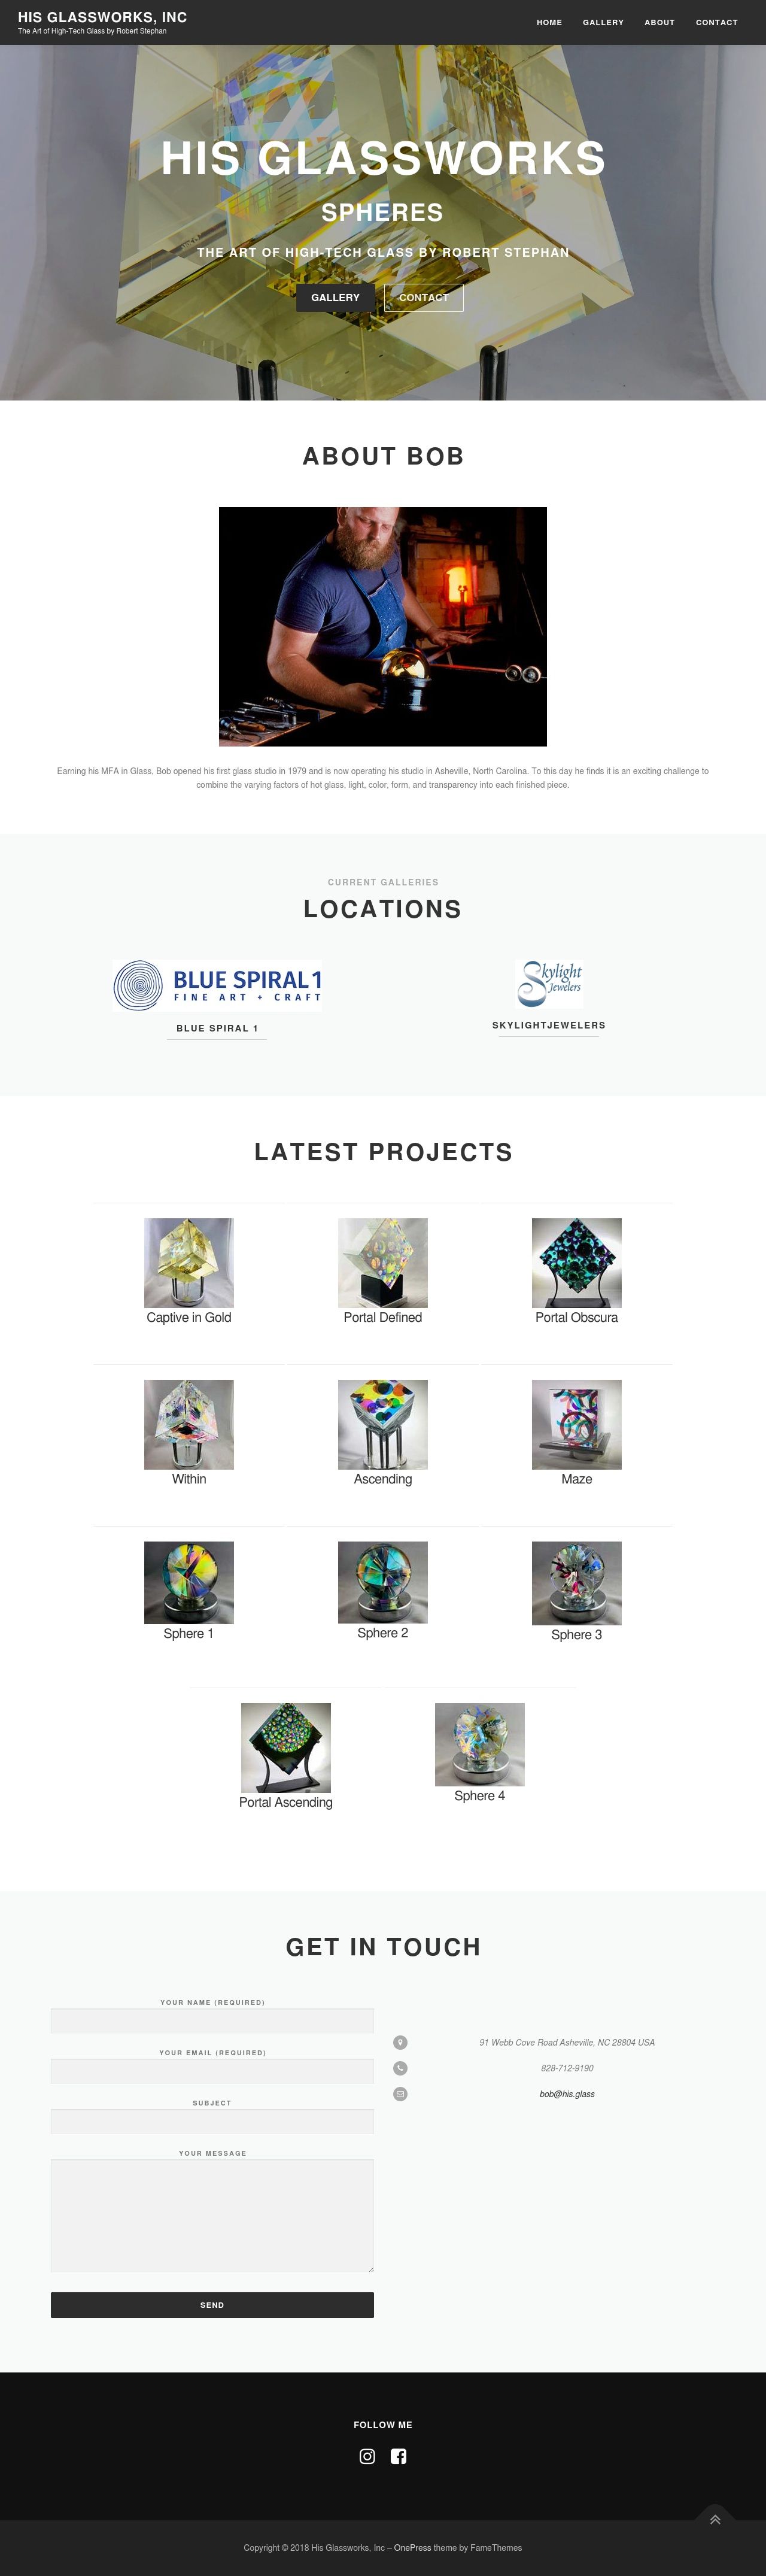 HIS GLASSWORKS, INC
The Art of High-Tech Glass by Robert Stephan
HOME GALLERY ABOUT CONTACT
HIS GLASSWORKS
SPHERES
THE ART OF HIGH-TECH GLASS BY ROBERT STEPHAN
GALLERY CONTACT
ABOUT BOB
Earning his MFA in Glass, Bob opened his first glass studio in 1979 and is now operating his studio in Asheville, North Carolina. To this day he finds it is an exciting challenge to
combine the varying factors of hot glass, light, color, form, and transparency into each finished piece.
CURRENT GALLERIES
LOCATIONS
BLUE SPIRAL 1
FINE ART + CRAFT
BLUE SPIRAL 1
Skylight
Jewelers
SKYLIGHTJEWELERS
LATEST PROJECTS
Captive in Gold
Portal Defined
Portal Obscura
Within
Ascending
Maze
Sphere 1
Sphere 2
Sphere 3
Portal Ascending
Sphere 4
GET IN TOUCH
YOUR NAME (REQUIRED)
YOUR EMAIL (REQUIRED)
SUBJECT
YOUR MESSAGE
SEND
91 Webb Cove Road Asheville, NC 28804 USA
828-712-9190
bob@his.glass
FOLLOW ME
Copyright © 2018 His Glassworks, Inc – OnePress theme by FameThemes